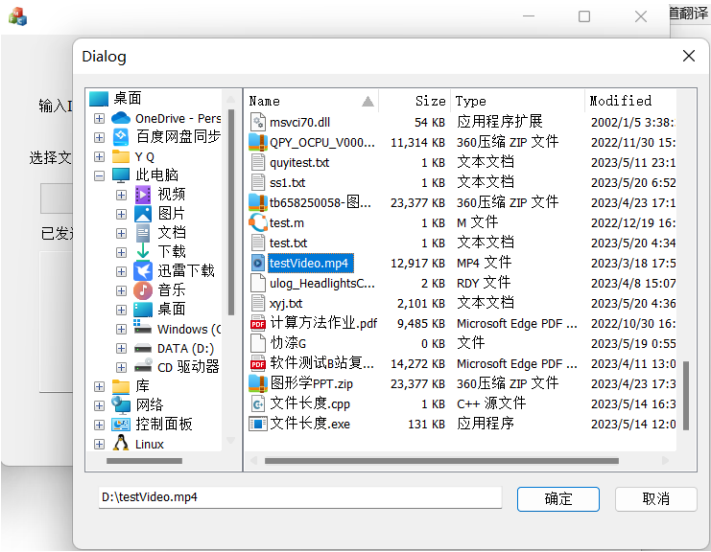 道翻译
Dialog
输入I
选择文
已发送
桌面
OneDrive - Pers
百度网盘同步
Y Q
此电脑
视频
图片
文档
下载
迅雷下载
音乐
桌面
Windows (C
DATA (D:)
CD 驱动器
库
网络
控制面板
Linux
Name Size Type Modified
msvci70.dll 54 KB 应用程序扩展 2002/1/5 3:38:
QPY_OCPU_V000... 11,314 KB 360压缩 ZIP 文件 2022/11/30 15:
quyitest.txt 1 KB 文本文档 2023/5/11 23:1
ss1.txt 1 KB 文本文档 2023/5/20 6:52
tb658250058-图... 23,377 KB 360压缩 ZIP 文件 2023/4/23 17:1
test.m 1 KB M 文件 2022/12/19 16:
test.txt 1 KB 文本文档 2023/5/20 4:34
testVideo.mp4 12,917 KB MP4 文件 2023/3/18 17:5
ulog_HeadlightsC... 2 KB RDY 文件 2023/4/8 15:07
xyj.txt 2,101 KB 文本文档 2023/5/20 4:36
计算方法作业.pdf 9,485 KB Microsoft Edge PDF ... 2022/10/30 16:
0 KB 文件 2023/5/19 0:55
软件测试B站复... 14,272 KB Microsoft Edge PDF ... 2023/4/11 13:0
图形学PPT.zip 23,377 KB 360压缩 ZIP 文件 2023/4/23 17:3
文件长度.cpp 1 KB C++ 源文件 2023/5/14 16:3
文件长度.exe 131 KB 应用程序 2023/5/14 12:0
D:\testVideo.mp4
确定
取消